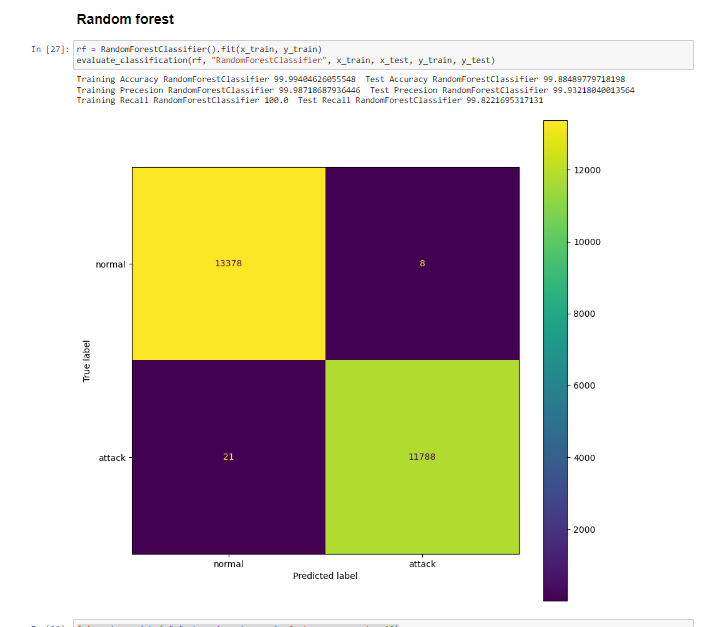 Random forest
In [27]: rf = RandomForestClassifier().fit(x_train, y_train)
evaluate_classification(rf, "RandomForestClassifier", x_train, x_test, y_train, y_test)
Training Accuracy RandomForestClassifier 99.99404626055548  Test Accuracy RandomForestClassifier 99.88489779718198
Training Precesion RandomForestClassifier 99.98718687936446  Test Precesion RandomForestClassifier 99.93218040013564
Training Recall RandomForestClassifier 100.0  Test Recall RandomForestClassifier 99.8221695317131
12000
10000
8000
6000
4000
2000
True label
normal
attack
13378
8
21
11788
normal
attack
Predicted label